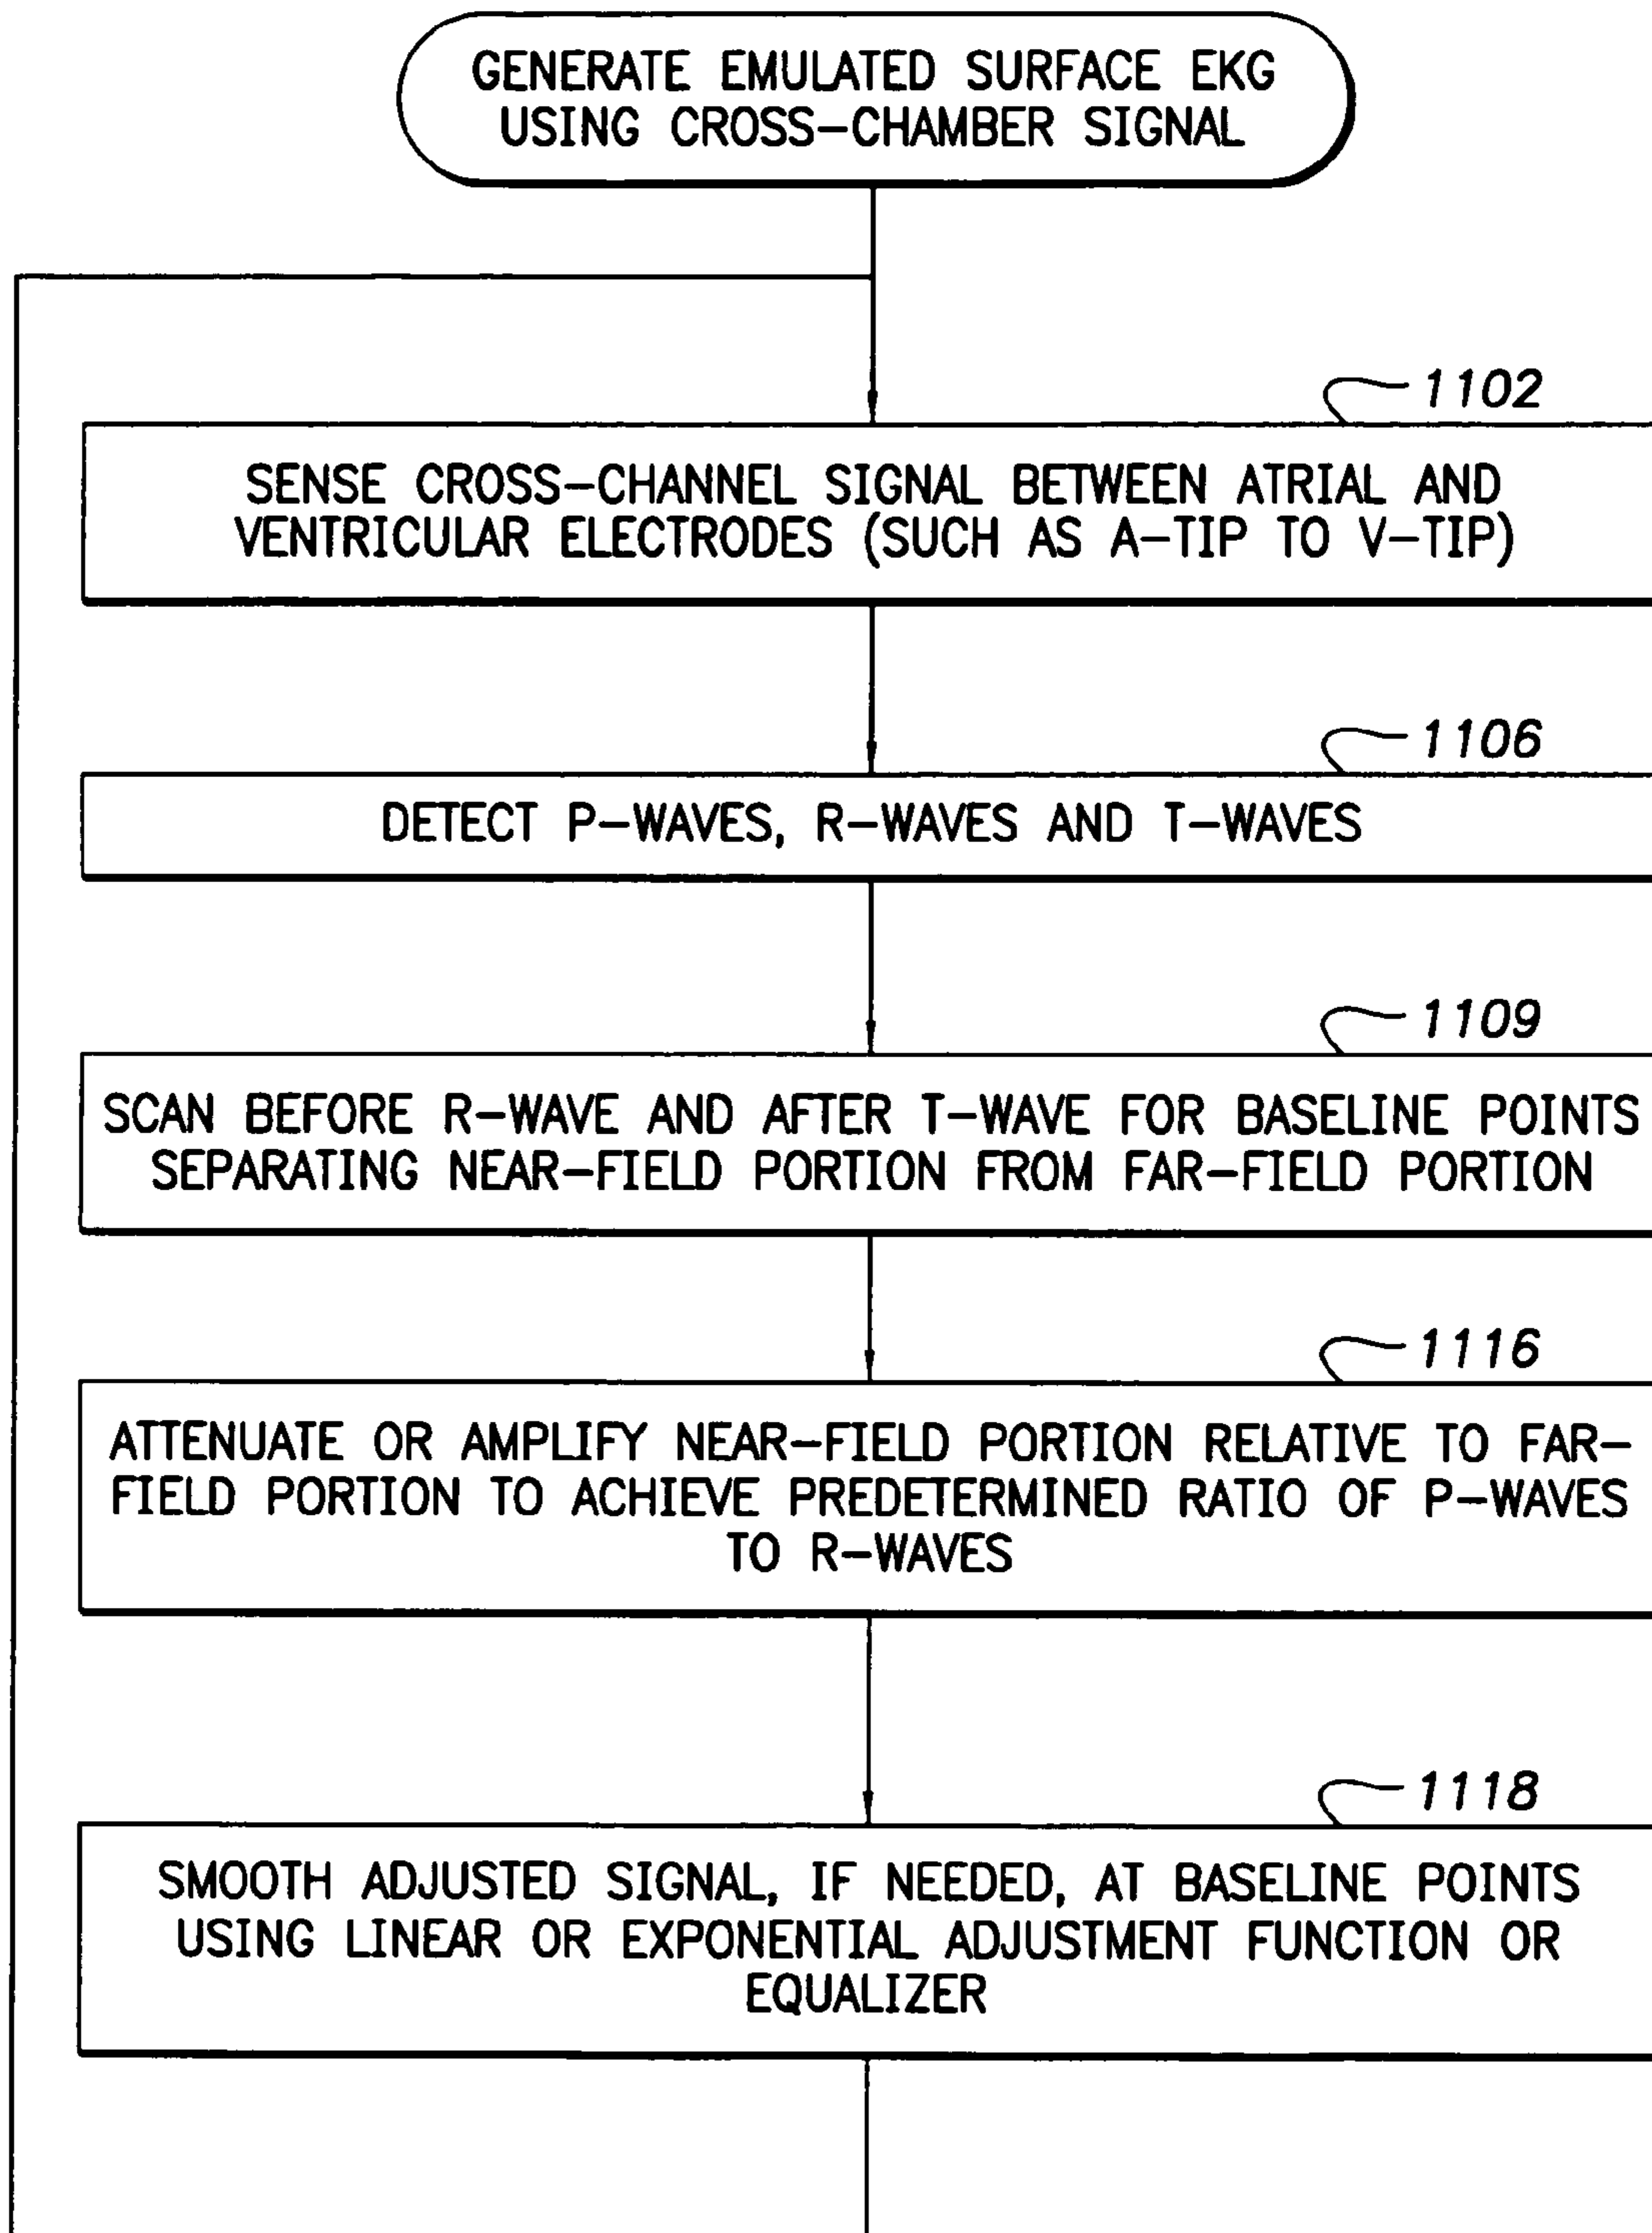 GENERATE EMULATED SURFACE EKG
USING CROSS-CHAMBER SIGNAL
1102
SENSE CROSS-CHANNEL SIGNAL BETWEEN ATRIAL AND
VENTRICULAR ELECTRODES (SUCH AS A-TIP TO V-TIP)
1106
DETECT P-WAVES, R-WAVES AND T-WAVES
1109
SCAN BEFORE R-WAVE AND AFTER T-WAVE FOR BASELINE POINTS
SEPARATING NEAR-FIELD PORTION FROM FAR-FIELD PORTION
1116
ATTENUATE OR AMPLIFY NEAR-FIELD PORTION RELATIVE TO FAR-
FIELD PORTION TO ACHIEVE PREDETERMINED RATIO OF P-WAVES
TO R-WAVES
1118
SMOOTH ADJUSTED SIGNAL, IF NEEDED, AT BASELINE POINTS
USING LINEAR OR EXPONENTIAL ADJUSTMENT FUNCTION OR
EQUALIZER